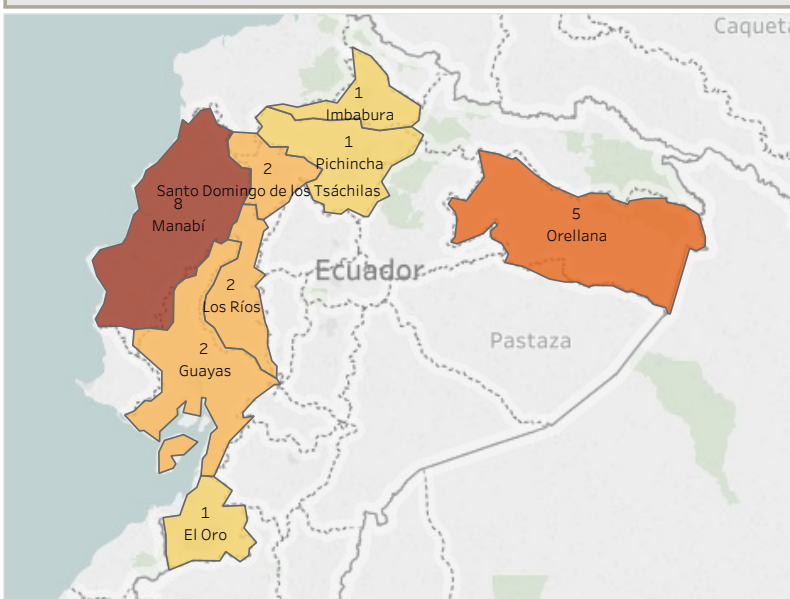 Caquetá
1
Imbabura
1
Pichincha
2
Santo Domingo de los Tsáchilas
8
Manabí
5
Orellana
Ecuador
2
Los Ríos
Pastaza
2
Guayas
1
El Oro